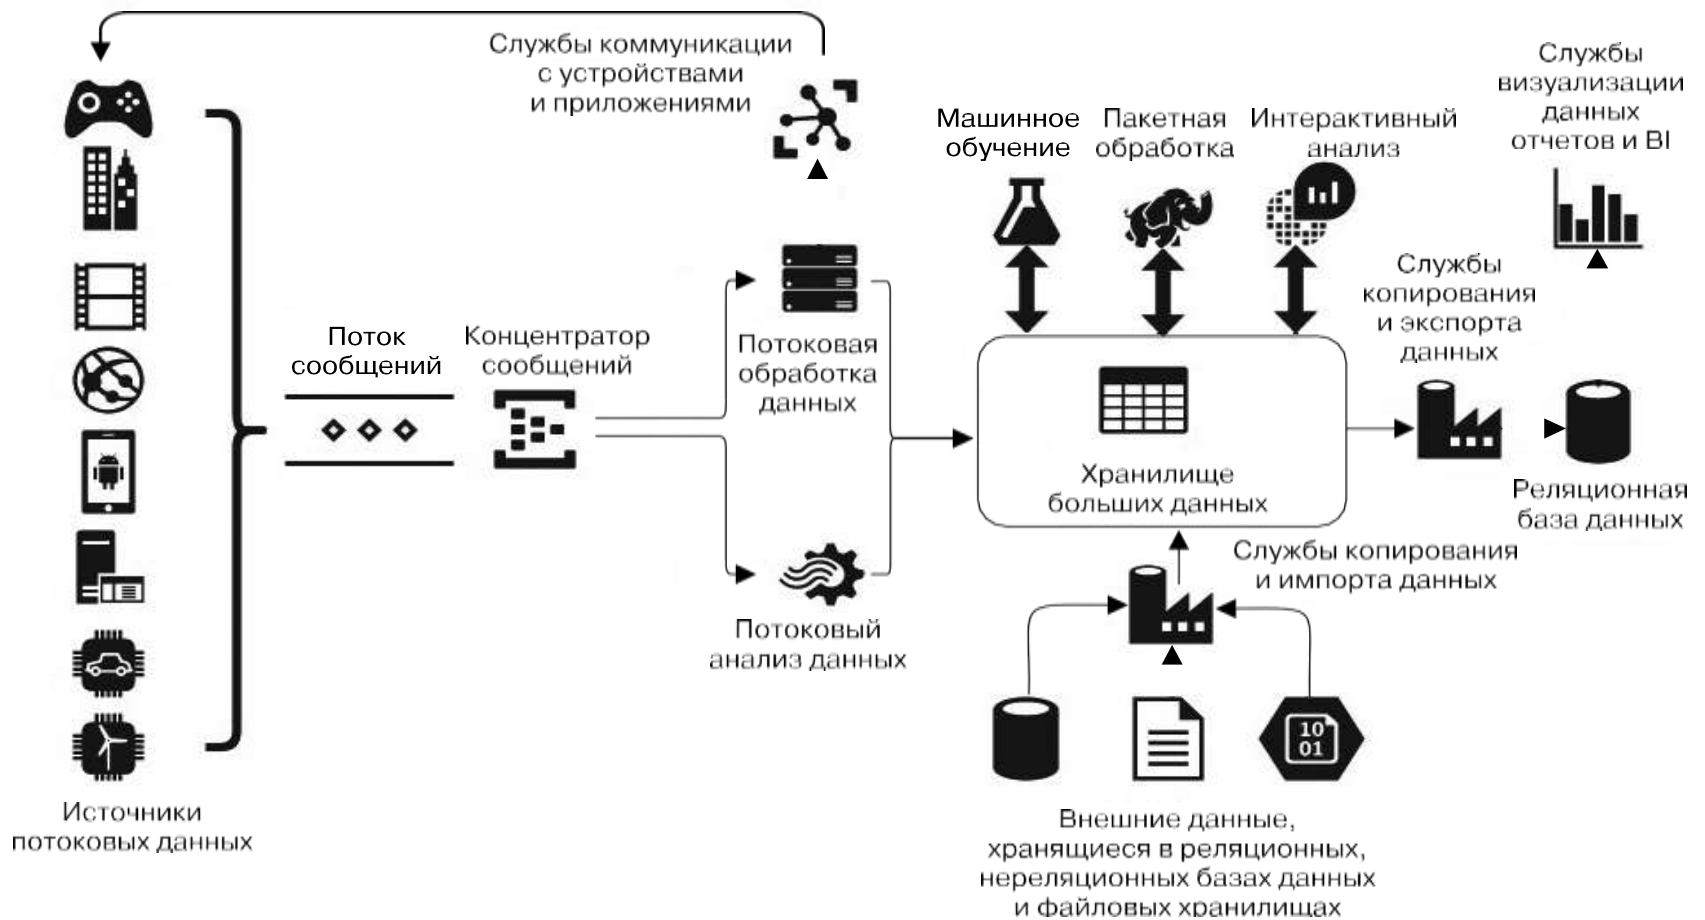 Службы коммуникации
с устройствами
и приложениями
Службы
визуализации
данных
отчетов и BI
Машинное
обучение
Пакетная
обработка
Интерактивный
анализ
Службы
копирования
и экспорта
данных
Поток
сообщений
Концентратор
сообщений
Потоковая
обработка
данных
Хранилище
больших данных
Реляционная
база данных
Службы копирования
и импорта данных
Потоковый
анализ данных
10
01
Источники
потоковых данных
Внешние данные,
хранящиеся в реляционных,
нереляционных базах данных
и файловых хранилищах